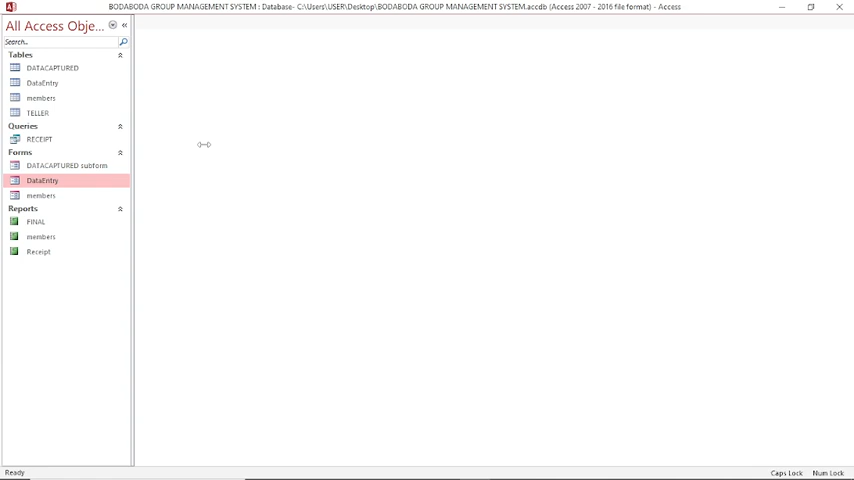 BODABODA GROUP MANAGEMENT SYSTEM : Database- C:\Users\USER\Desktop\BODABODA GROUP MANAGEMENT SYSTEM.accdb (Access 2007 - 2016 file format) - Access
All Access Obje...
Search..
Tables
DATACAPTURED
DataEntry
members
TELLER
Queries
RECEIPT
Forms
DATACAPTURED subform
DataEntry
members
Reports
FINAL
members
Receipt
Ready
Caps Lock Num Lock